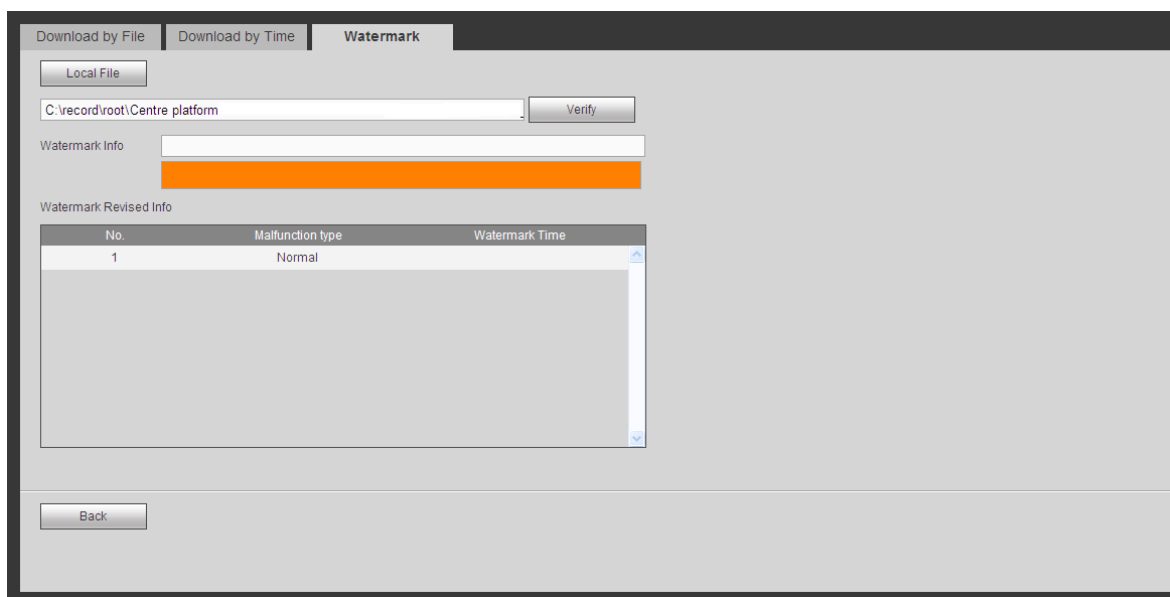 Download by File Download by Time Watermark
Local File
C:\record\root\Centre platform Verify
Watermark Info
Watermark Revised Info
No. Malfunction type Watermark Time
1 Normal
Back